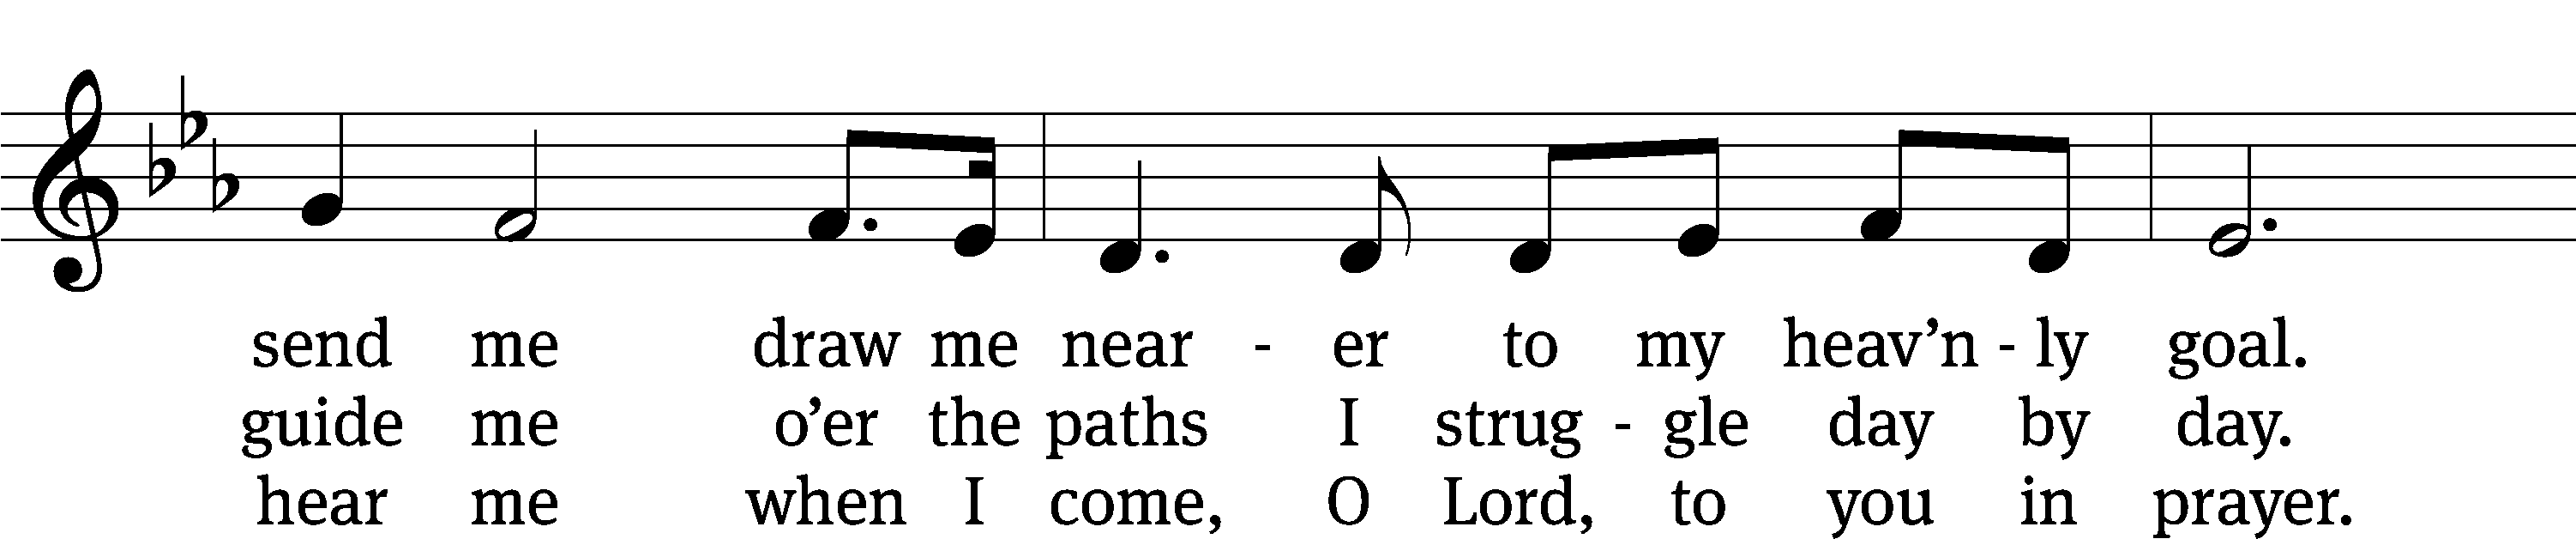 send me draw me near - er to my heav’n - ly goal.
guide me o’er the paths I strug - gle day by day.
hear me when I come, O Lord, to you in prayer.